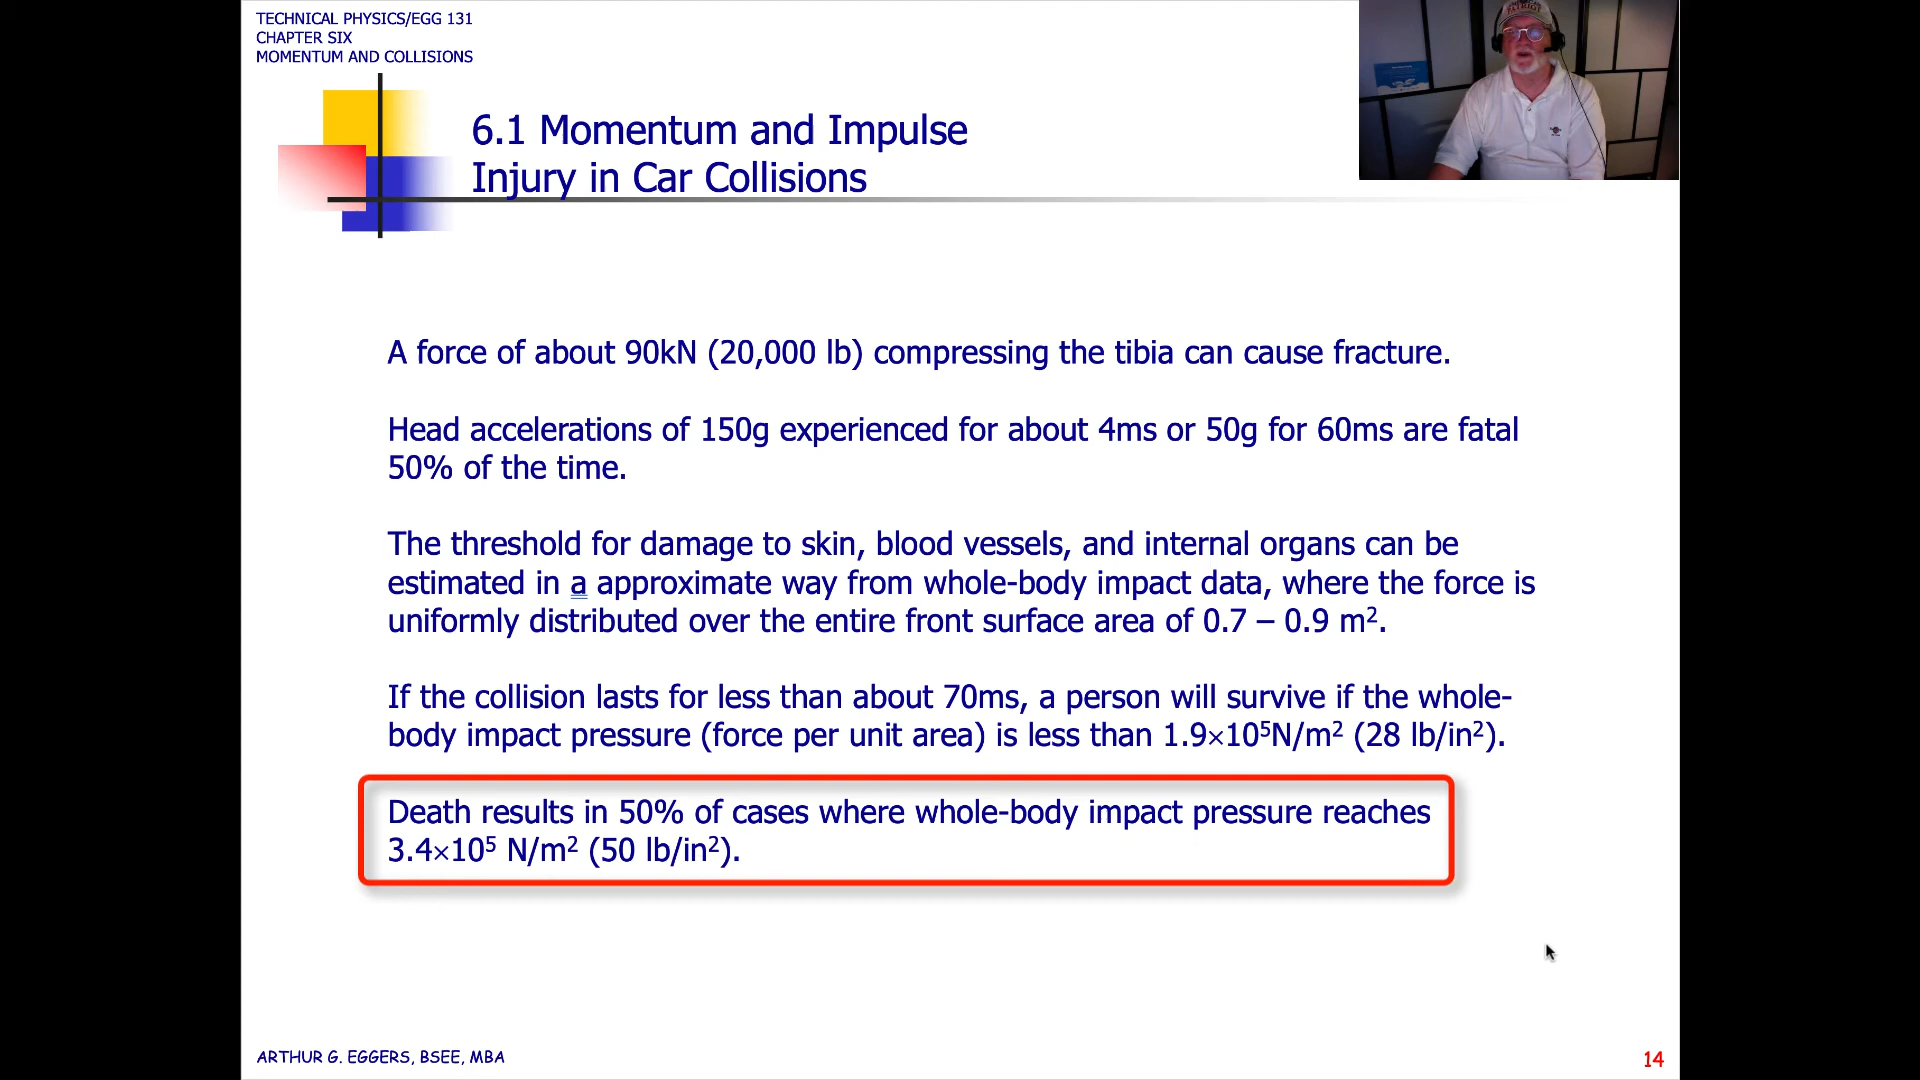 TECHNICAL PHYSICS/EGG 131
CHAPTER SIX
MOMENTUM AND COLLISIONS
6.1 Momentum and Impulse
Injury in Car Collisions
A force of about 90kN (20,000 lb) compressing the tibia can cause fracture.
Head accelerations of 150g experienced for about 4ms or 50g for 60ms are fatal
50% of the time.
The threshold for damage to skin, blood vessels, and internal organs can be
estimated in a approximate way from whole-body impact data, where the force is
uniformly distributed over the entire front surface area of 0.7 – 0.9 m².
If the collision lasts for less than about 70ms, a person will survive if the whole-
body impact pressure (force per unit area) is less than 1.9×10⁵N/m² (28 lb/in²).
Death results in 50% of cases where whole-body impact pressure reaches
3.4×10⁵ N/m² (50 lb/in²).
ARTHUR G. EGGERS, BSEE, MBA
14